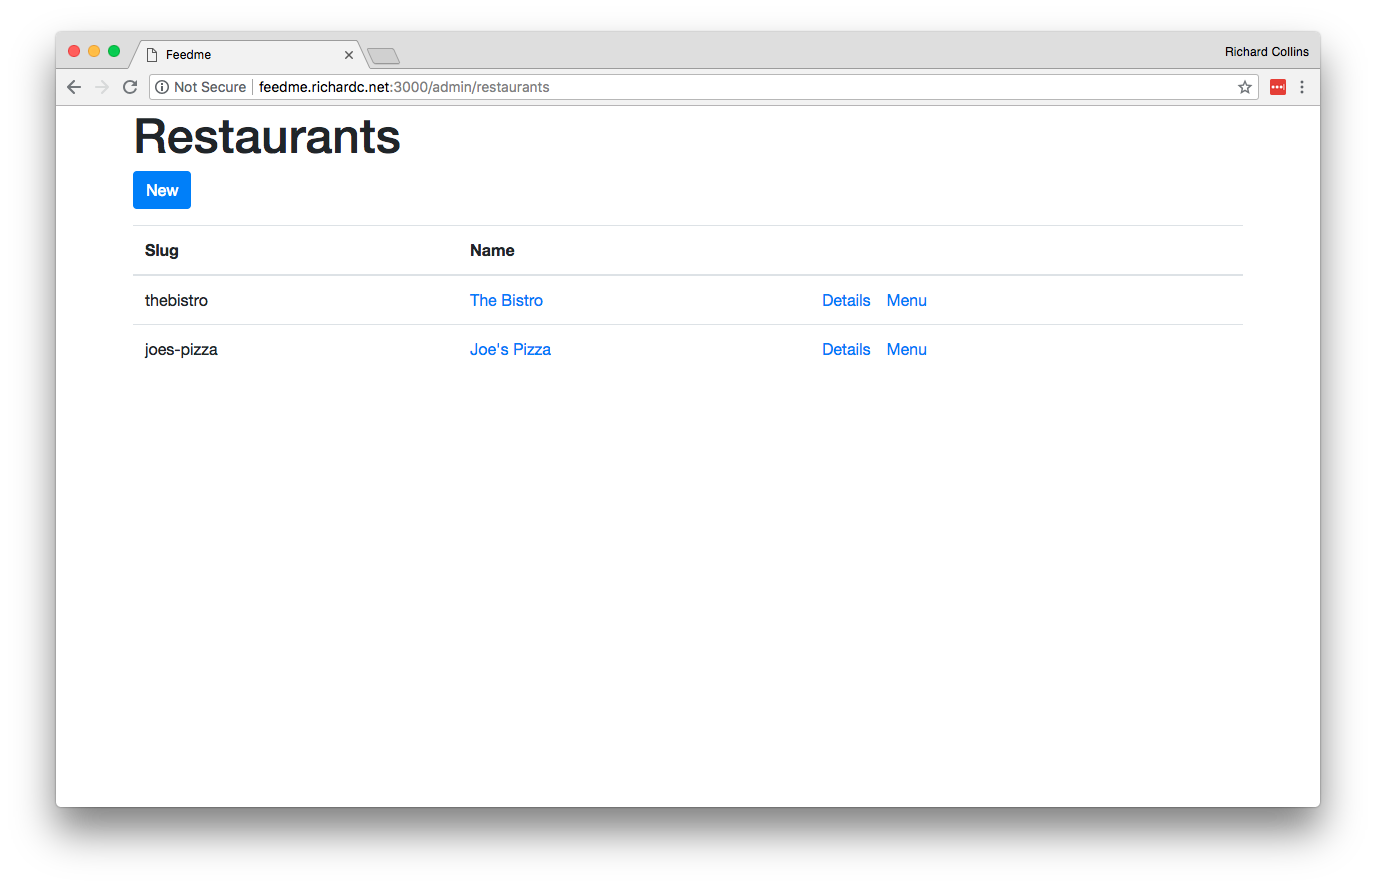 Feedme
Richard Collins
Not Secure feedme.richardc.net:3000/admin/restaurants
Restaurants
New
Slug Name
thebistro The Bistro Details Menu
joes-pizza Joe's Pizza Details Menu